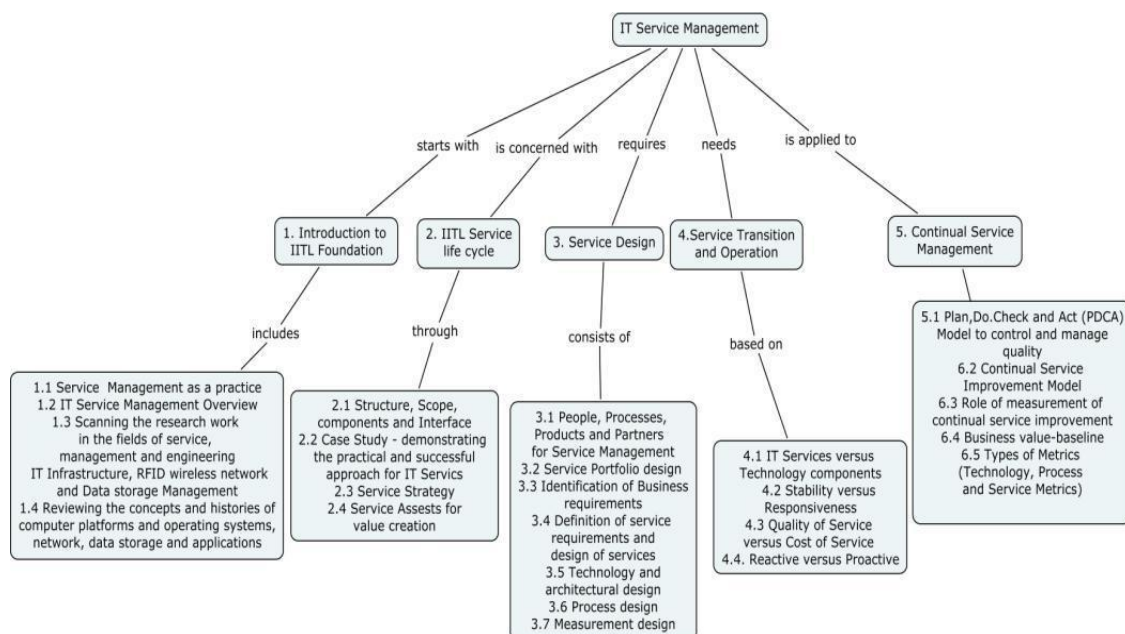 IT Service Management
starts with
is concerned with
requires
needs
is applied to
1. Introduction to
IITL Foundation
2. IITL Service
life cycle
3. Service Design
4.Service Transition
and Operation
5. Continual Service
Management
includes
through
consists of
based on
1.1 Service Management as a practice
1.2 IT Service Management Overview
1.3 Scanning the research work
in the fields of service,
management and engineering
IT Infrastructure, RFID wireless network
and Data storage Management
1.4 Reviewing the concepts and histories of
computer platforms and operating systems,
network, data storage and applications
2.1 Structure, Scope,
components and Interface
2.2 Case Study - demonstrating
the practical and successful
approach for IT Servics
2.3 Service Strategy
2.4 Service Assests for
value creation
3.1 People, Processes,
Products and Partners
for Service Management
3.2 Service Portfolio design
3.3 Identification of Business
requirements
3.4 Definition of service
requirements and
design of services
3.5 Technology and
architectural design
3.6 Process design
3.7 Measurement design
4.1 IT Services versus
Technology components
4.2 Stability versus
Responsiveness
4.3 Quality of Service
versus Cost of Service
4.4. Reactive versus Proactive
5.1 Plan,Do.Check and Act (PDCA)
Model to control and manage
quality
6.2 Continual Service
Improvement Model
6.3 Role of measurement of
continual service improvement
6.4 Business value-baseline
6.5 Types of Metrics
(Technology, Process
and Service Metrics)